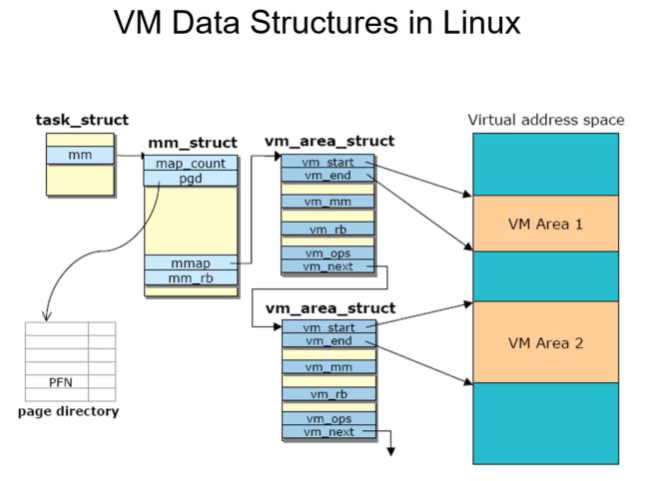 VM Data Structures in Linux
task_struct
mm
mm_struct
map_count
pgd
mmap
mm_rb
vm_area_struct
vm_start
vm_end
vm_mm
vm_rb
vm_ops
vm_next
vm_area_struct
vm_start
vm_end
vm_mm
vm_rb
vm_ops
vm_next
Virtual address space
VM Area 1
VM Area 2
PFN
page directory